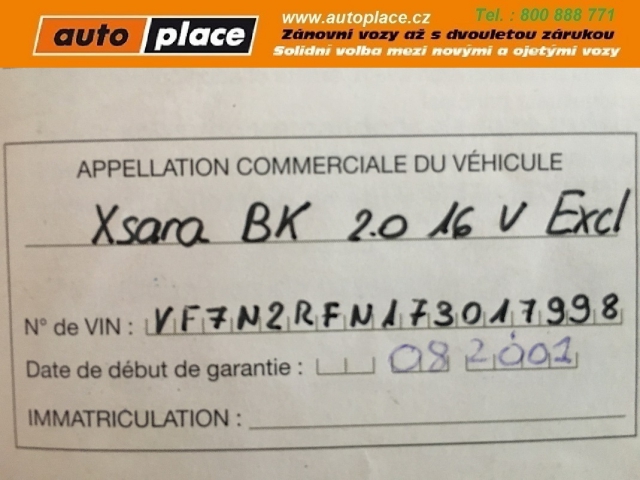 auto place
www.autoplace.cz Tel. : 800 888 771
Zánovní vozy až s dvouletou zárukou
Solidní volba mezi novými a ojetými vozy
APPELLATION COMMERCIALE DU VÉHICULE
Xsara BK 2.0 16 V Excl
N° de VIN : VF7N2RFN173017998
Date de début de garantie : 08 2001
IMMATRICULATION :